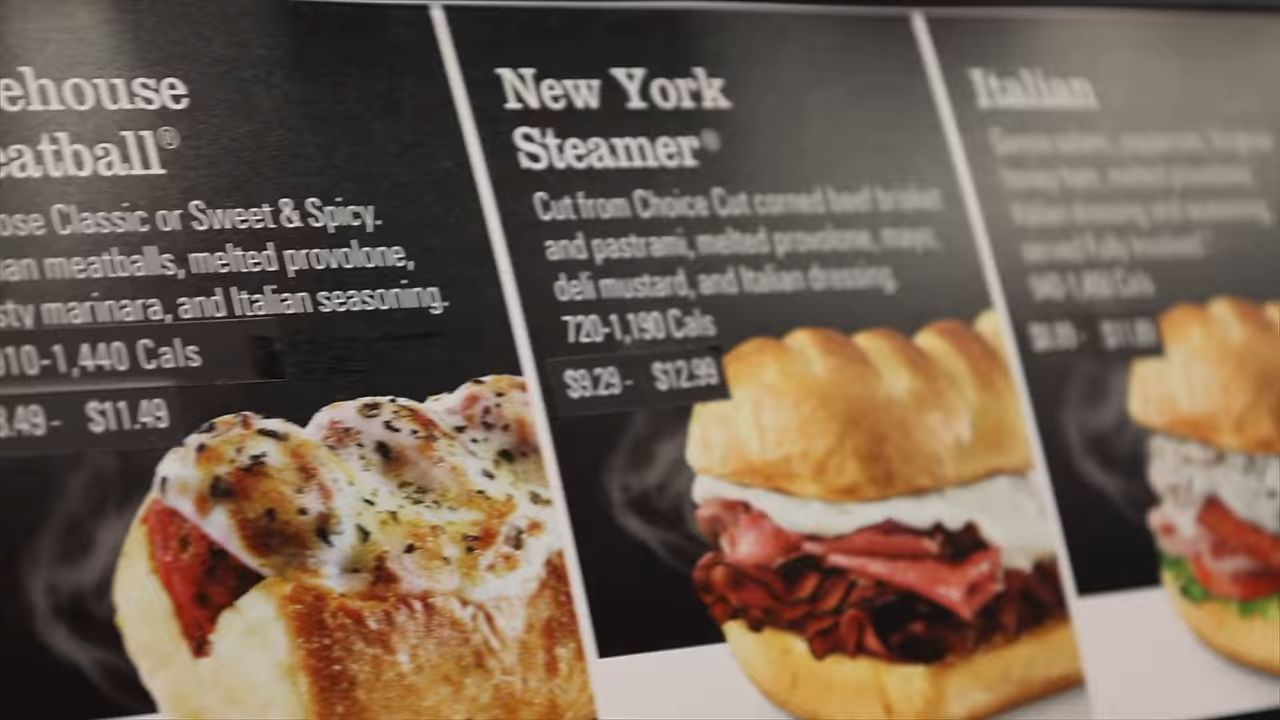 ehouse
eatball®
ose Classic or Sweet & Spicy.
an meatballs, melted provolone,
sty marinara, and Italian seasoning.
10-1,440 Cals
.49 - $11.49
New York
Steamer®
Cut from Choice Cut corned beef brisket
and pastrami, melted provolone, mayo,
deli mustard, and Italian dressing.
720-1,190 Cals
$9.29 - $12.99
Italian